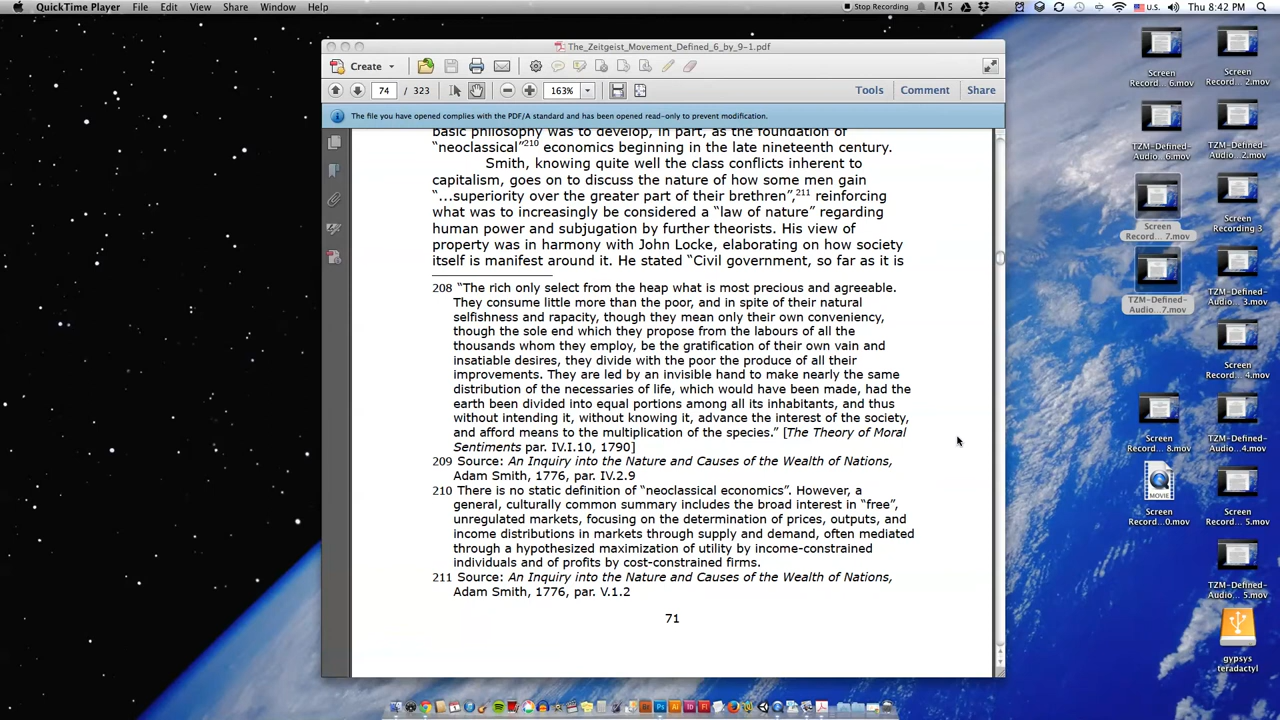 QuickTime Player File Edit View Share Window Help Stop Recording 5 U.S. Thu 8:42
The_Zeitgeist_Movement_Defined_6_by_9-1.pdf
Create
74 / 323 163% Tools Comment Share
The file you have opened complies with the PDF/A standard and has been opened read-only to prevent modification.
basic philosophy was to develop, in part, as the foundation of
“neoclassical”210 economics beginning in the late nineteenth century.
Smith, knowing quite well the class conflicts inherent to
capitalism, goes on to discuss the nature of how some men gain
“...superiority over the greater part of their brethren”,211 reinforcing
what was to increasingly be considered a “law of nature” regarding
human power and subjugation by further theorists. His view of
property was in harmony with John Locke, elaborating on how society
itself is manifest around it. He stated “Civil government, so far as it is
208 “The rich only select from the heap what is most precious and agreeable.
They consume little more than the poor, and in spite of their natural
selfishness and rapacity, though they mean only their own conveniency,
though the sole end which they propose from the labours of all the
thousands whom they employ, be the gratification of their own vain and
insatiable desires, they divide with the poor the produce of all their
improvements. They are led by an invisible hand to make nearly the same
distribution of the necessaries of life, which would have been made, had the
earth been divided into equal portions among all its inhabitants, and thus
without intending it, without knowing it, advance the interest of the society,
and afford means to the multiplication of the species.” [The Theory of Moral
Sentiments par. IV.I.10, 1790]
209 Source: An Inquiry into the Nature and Causes of the Wealth of Nations,
Adam Smith, 1776, par. IV.2.9
210 There is no static definition of “neoclassical economics”. However, a
general, culturally common summary includes the broad interest in “free”,
unregulated markets, focusing on the determination of prices, outputs, and
income distributions in markets through supply and demand, often mediated
through a hypothesized maximization of utility by income-constrained
individuals and of profits by cost-constrained firms.
211 Source: An Inquiry into the Nature and Causes of the Wealth of Nations,
Adam Smith, 1776, par. V.1.2
71
Screen
Record... 6.mov
Screen
Record... 2.mov
TZM-Defined-
Audio... 6.mov
TZM-Defined-
Audio... 2.mov
Screen
Record... 7.mov
Screen
Recording 3
TZM-Defined-
Audio... 7.mov
TZM-Defined-
Audio... 3.mov
Screen
Record... 4.mov
Screen
Record... 8.mov
TZM-Defined-
Audio... 4.mov
MOVIE
Screen
Record...0.mov
Screen
Record... 5.mov
TZM-Defined-
Audio... 5.mov
gypsys
teradactyl